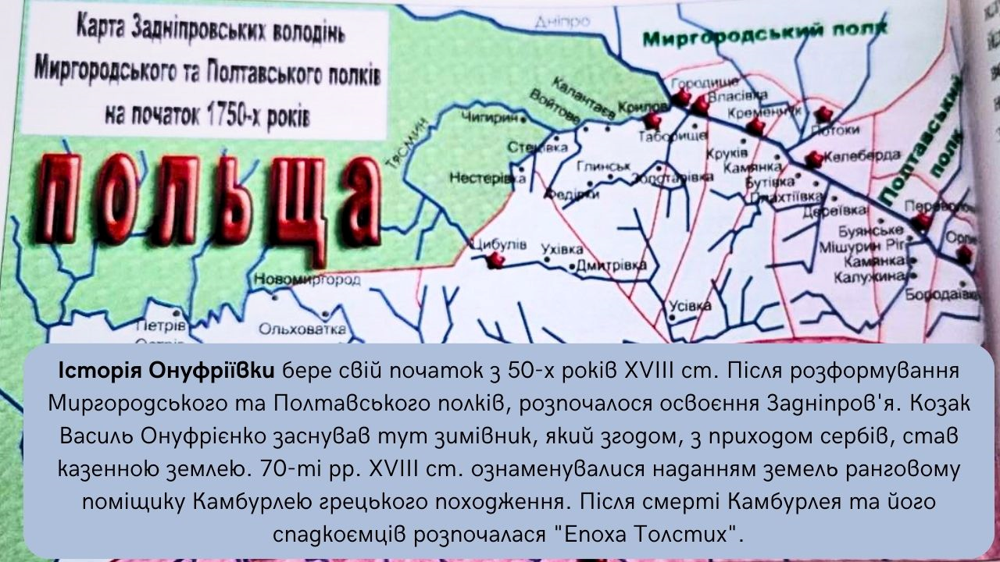 Карта Задніпровських володінь
Миргородського та Полтавського полків
на початок 1750-х років
Дніпро
Миргородський полк
Полтавський
полк
ПОЛЬЩА
Тясмин
Городище
Власівка
Калантаєв
Войтове
Крилов
Кременчук
Потоки
Чигирин
Таборище
Стецівка
Круків
Келеберда
Глинськ
Камянка
Нестерівка
Золотарівка
Бутівка
Федірки
Плахтіївка
Деріївка
Буянське
Цибулів
Ухівка
Мішурин Ріг
Дмитрівка
Камянка
Калужина
Новомиргород
Бородаївка
Усівка
Петрів
Ольховатка
Історія Онуфріївки бере свій початок з 50-х років XVIII ст. Після розформування
Миргородського та Полтавського полків, розпочалося освоєння Задніпров'я. Козак
Василь Онуфрієнко заснував тут зимівник, який згодом, з приходом сербів, став
казенною землею. 70-ті рр. XVIII ст. ознаменувалися наданням земель ранговому
поміщику Камбурлею грецького походження. Після смерті Камбурлея та його
спадкоємців розпочалася "Епоха Толстих".